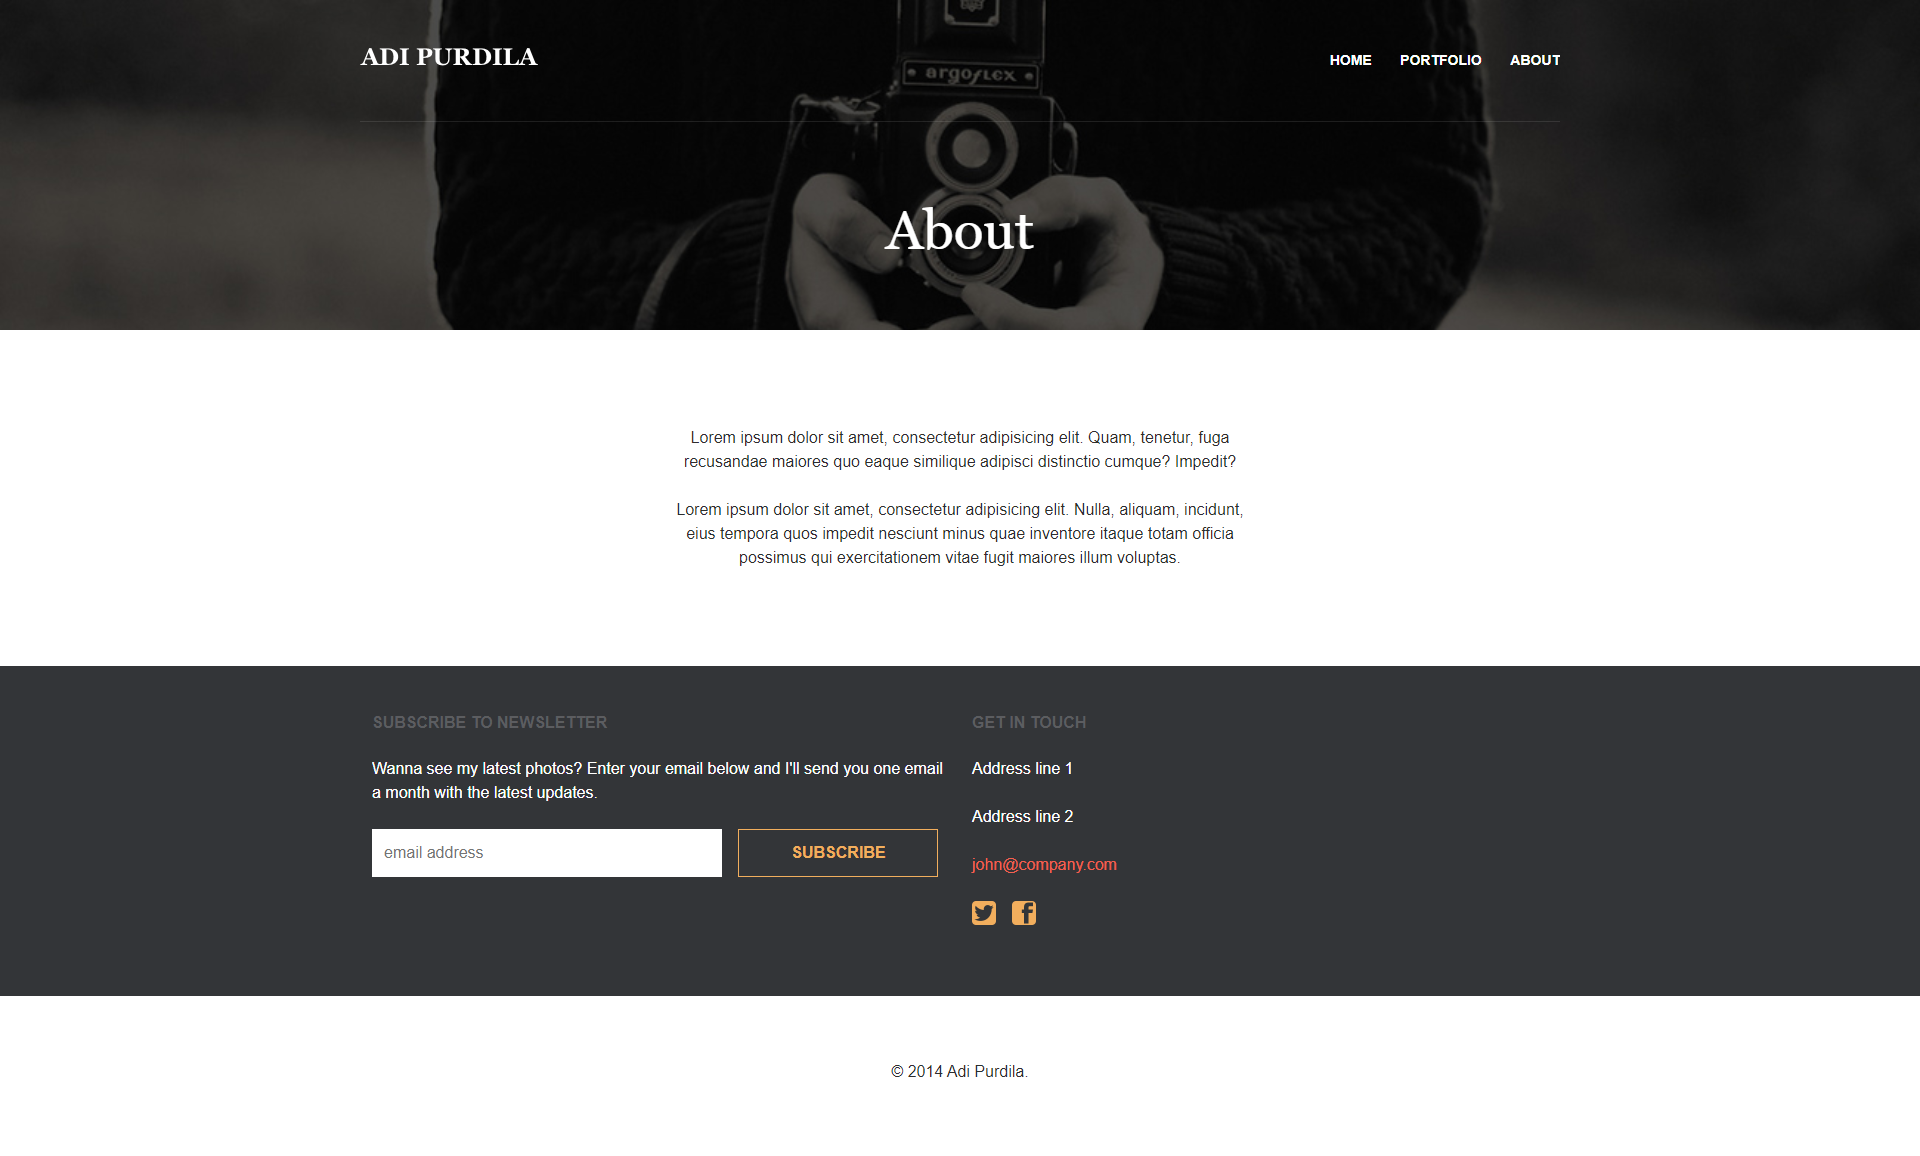 ADI PURDILA
HOME PORTFOLIO ABOUT
argoflex
About
Lorem ipsum dolor sit amet, consectetur adipisicing elit. Quam, tenetur, fuga
recusandae maiores quo eaque similique adipisci distinctio cumque? Impedit?
Lorem ipsum dolor sit amet, consectetur adipisicing elit. Nulla, aliquam, incidunt,
eius tempora quos impedit nesciunt minus quae inventore itaque totam officia
possimus qui exercitationem vitae fugit maiores illum voluptas.
SUBSCRIBE TO NEWSLETTER
Wanna see my latest photos? Enter your email below and I'll send you one email
a month with the latest updates.
email address
SUBSCRIBE
GET IN TOUCH
Address line 1
Address line 2
john@company.com
© 2014 Adi Purdila.